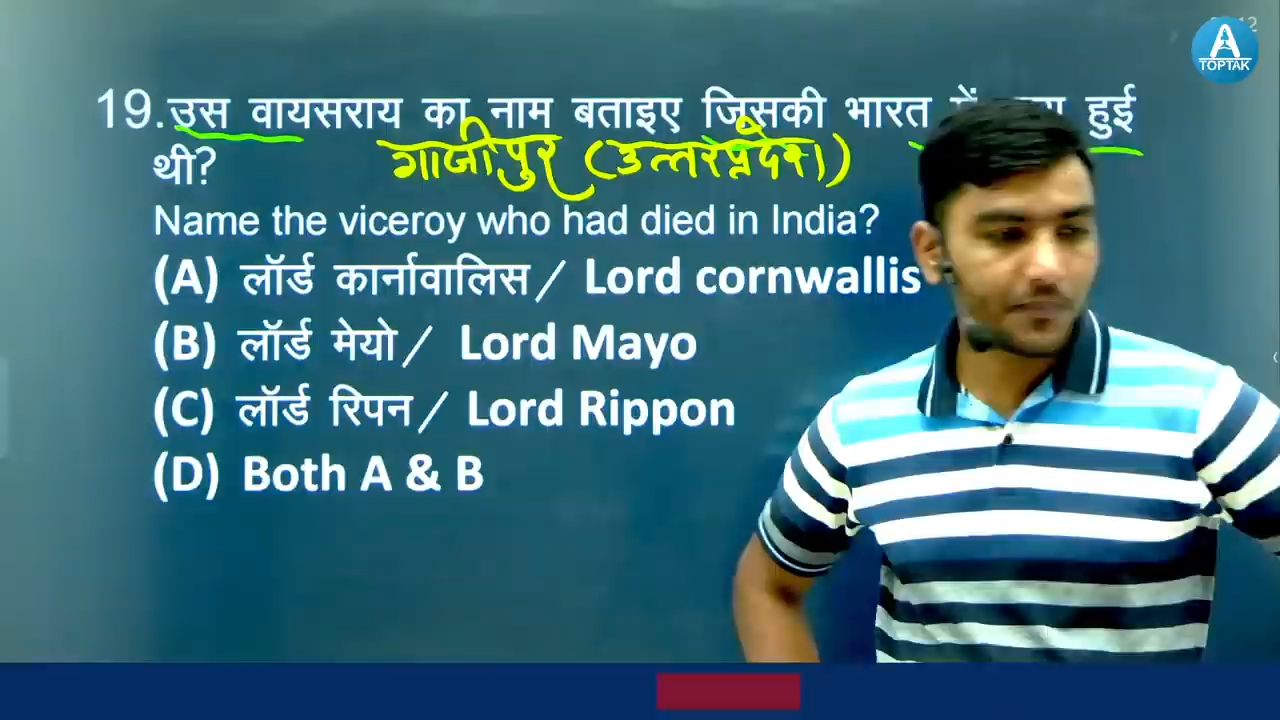 19. उस वायसराय का नाम बताइए जिसकी भारत हुई
थी?
गाजीपुर (उत्तरप्रदेश)
Name the viceroy who had died in India?
(A) लॉर्ड कार्नावालिस / Lord cornwallis
(B) लॉर्ड मेयो / Lord Mayo
(C) लॉर्ड रिपन / Lord Rippon
(D) Both A & B
A
TOPTAK